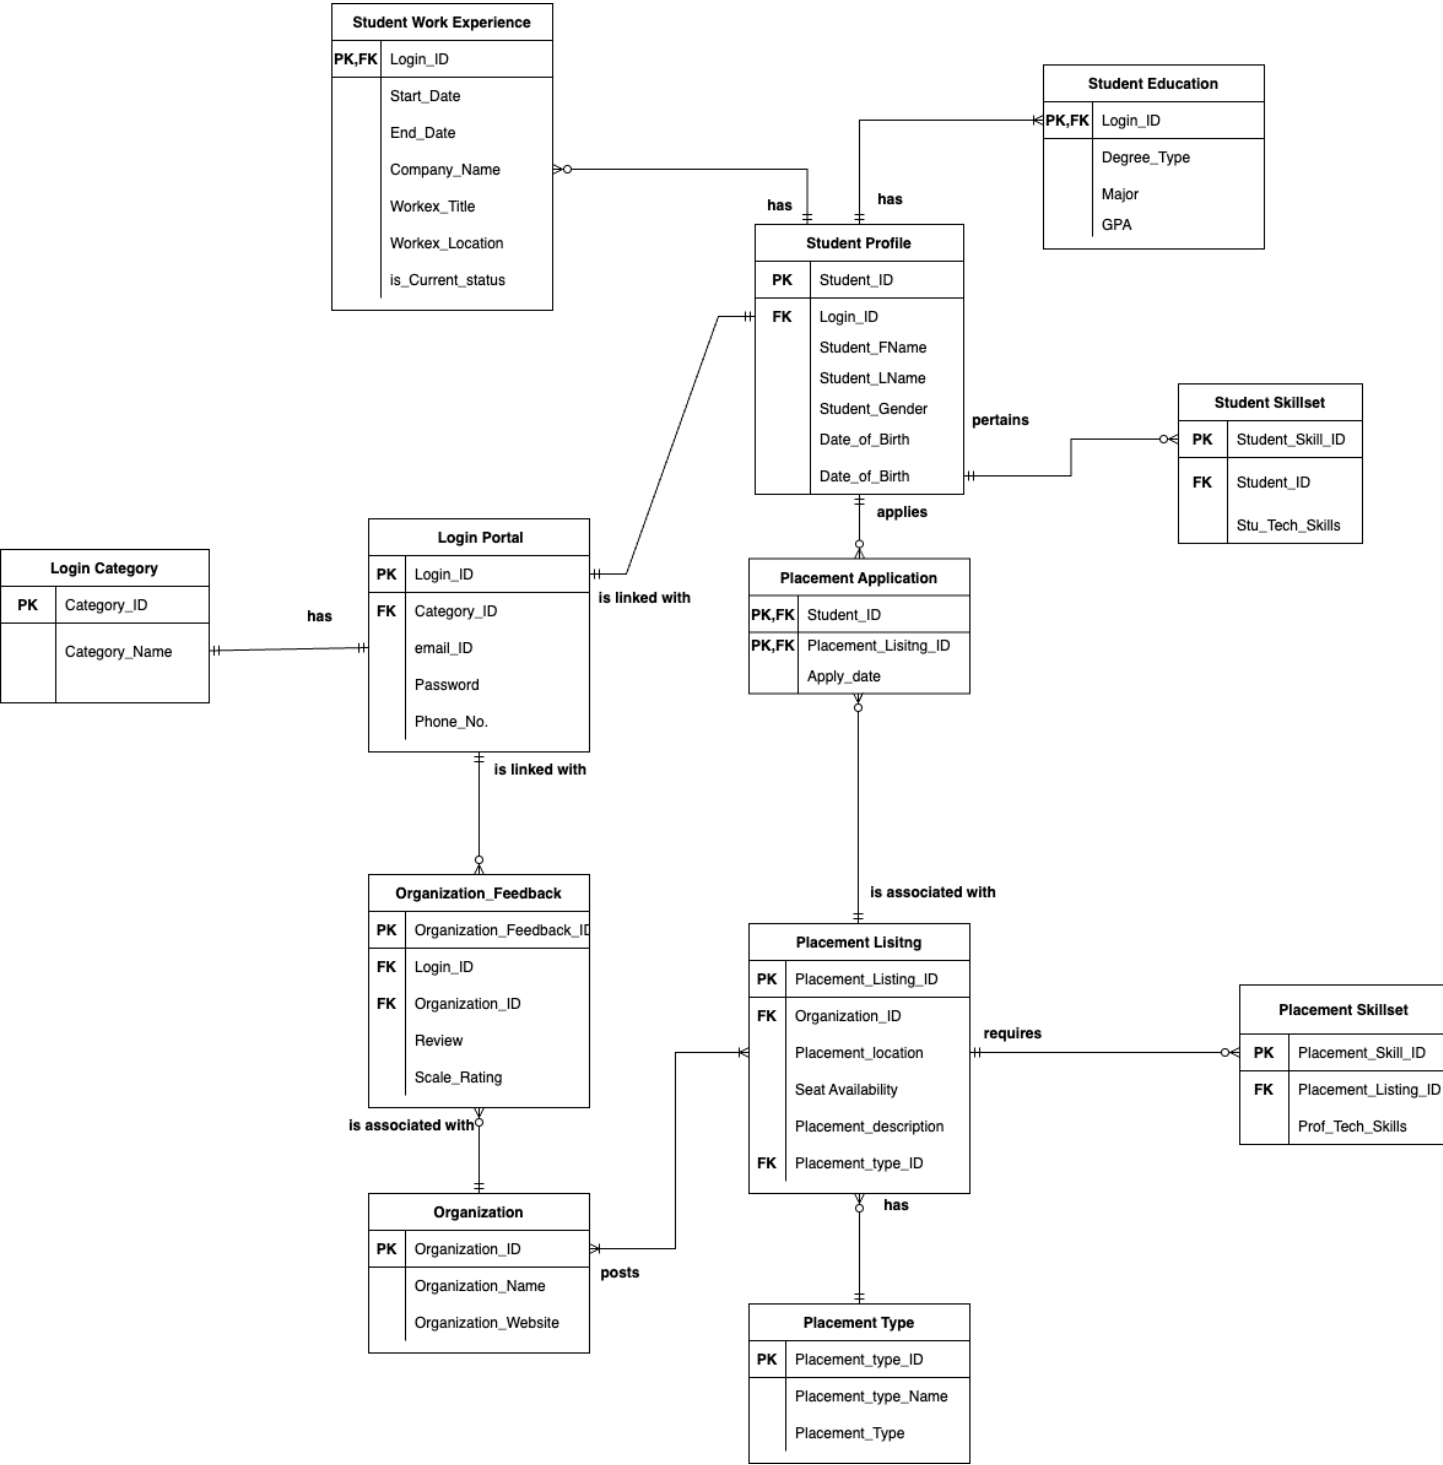 Student Work Experience
PK,FK Login_ID
Start_Date
End_Date
Company_Name
Workex_Title
Workex_Location
is_Current_status
Student Education
PK,FK Login_ID
Degree_Type
Major
GPA
has
has
Student Profile
PK Student_ID
FK Login_ID
Student_FName
Student_LName
Student_Gender
Date_of_Birth
Date_of_Birth
pertains
Student Skillset
PK Student_Skill_ID
FK Student_ID
Stu_Tech_Skills
applies
Login Portal
PK Login_ID
FK Category_ID
email_ID
Password
Phone_No.
is linked with
Login Category
PK Category_ID
Category_Name
has
Placement Application
PK,FK Student_ID
PK,FK Placement_Lisitng_ID
Apply_date
is linked with
is associated with
Organization_Feedback
PK Organization_Feedback_ID
FK Login_ID
FK Organization_ID
Review
Scale_Rating
is associated with
Placement Lisitng
PK Placement_Listing_ID
FK Organization_ID
Placement_location
Seat Availability
Placement_description
FK Placement_type_ID
requires
Placement Skillset
PK Placement_Skill_ID
FK Placement_Listing_ID
Prof_Tech_Skills
has
Organization
PK Organization_ID
Organization_Name
Organization_Website
posts
Placement Type
PK Placement_type_ID
Placement_type_Name
Placement_Type